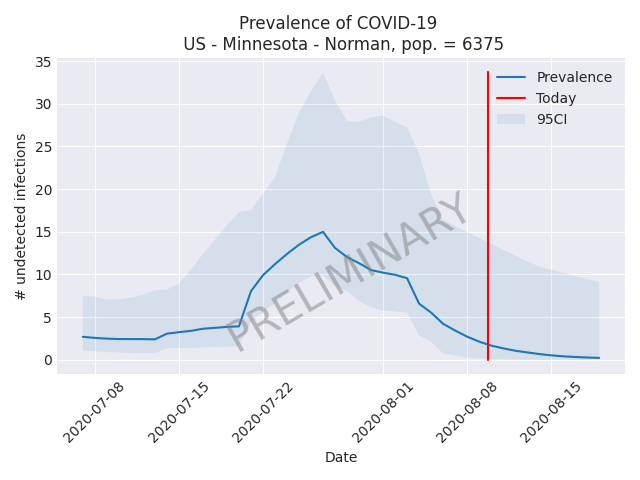 Prevalence of COVID-19
US - Minnesota - Norman, pop. = 6375
# undetected infections
35
30
25
20
15
10
5
0
Prevalence
Today
95CI
PRELIMINARY
2020-07-08
2020-07-15
2020-07-22
2020-08-01
2020-08-08
2020-08-15
Date